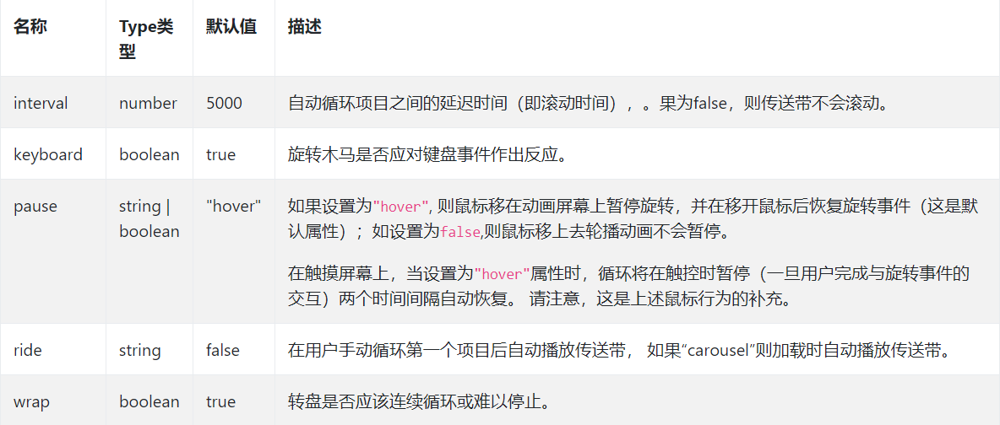 名称 Type类型 默认值 描述
interval number 5000 自动循环项目之间的延迟时间（即滚动时间），。果为false，则传送带不会滚动。
keyboard boolean true 旋转木马是否应对键盘事件作出反应。
pause string | boolean "hover" 如果设置为"hover", 则鼠标移在动画屏幕上暂停旋转，并在移开鼠标后恢复旋转事件（这是默
认属性）；如设置为false,则鼠标移上去轮播动画不会暂停。
在触摸屏幕上，当设置为"hover"属性时，循环将在触控时暂停（一旦用户完成与旋转事件的
交互）两个时间间隔自动恢复。 请注意，这是上述鼠标行为的补充。
ride string false 在用户手动循环第一个项目后自动播放传送带， 如果“carousel”则加载时自动播放传送带。
wrap boolean true 转盘是否应该连续循环或难以停止。